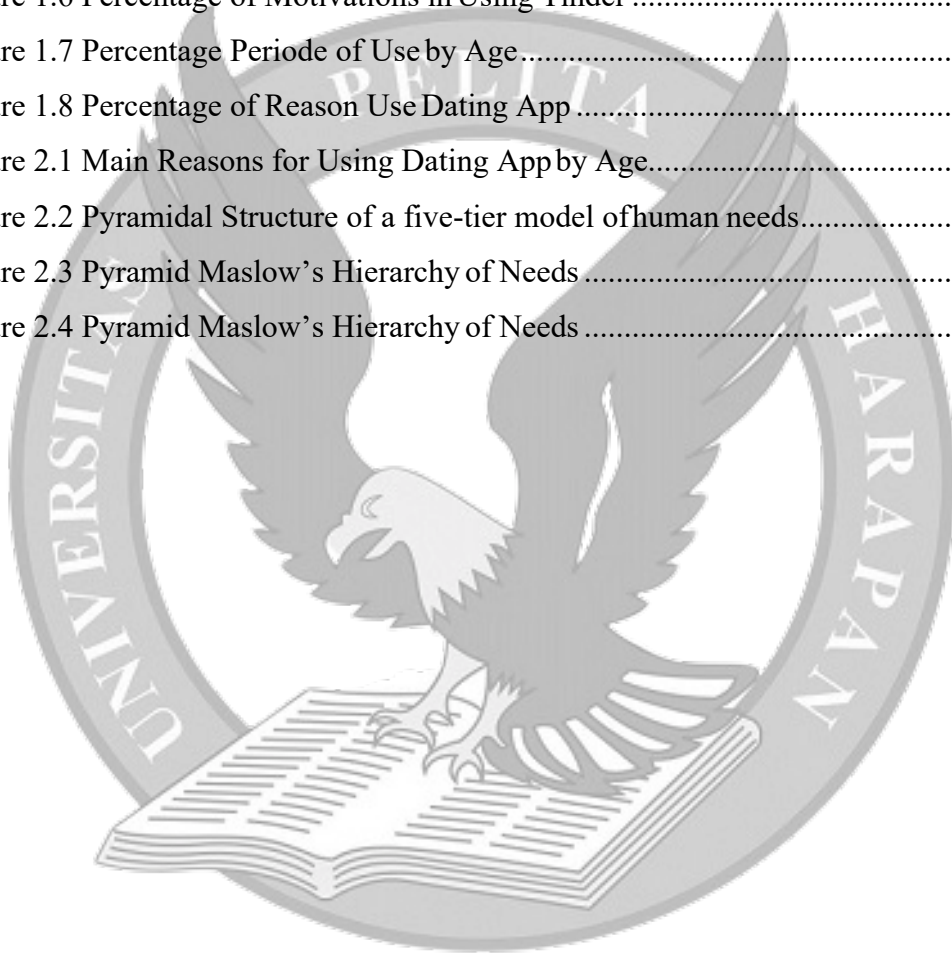 re 1.6 Percentage of Motivations in Using Tinder ........................................
re 1.7 Percentage Periode of Use by Age......................................................
re 1.8 Percentage of Reason Use Dating App ...............................................
re 2.1 Main Reasons for Using Dating App by Age......................................
re 2.2 Pyramidal Structure of a five-tier model of human needs...................
re 2.3 Pyramid Maslow’s Hierarchy of Needs ..............................................
re 2.4 Pyramid Maslow’s Hierarchy of Needs ..............................................
UNIVERSITAS PELITA HARAPAN